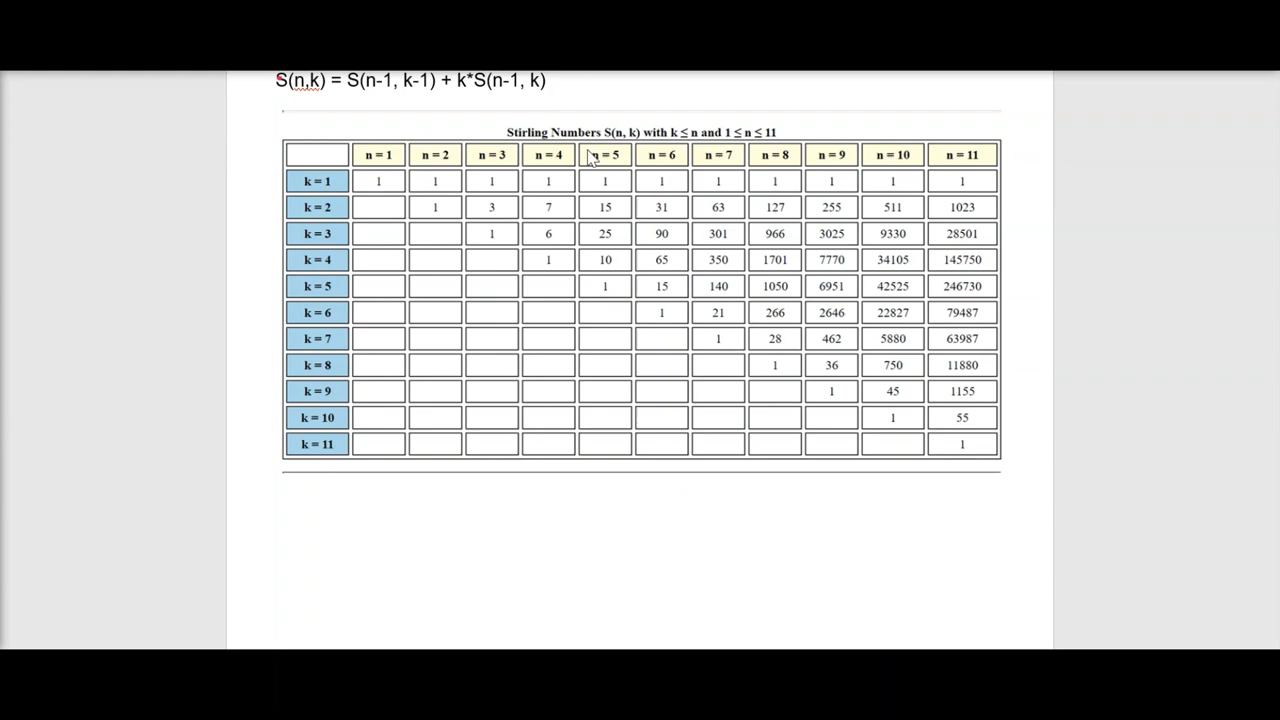 S(n,k) = S(n-1, k-1) + k*S(n-1, k)
Stirling Numbers S(n, k) with k ≤ n and 1 ≤ n ≤ 11
n = 1 n = 2 n = 3 n = 4 n = 5 n = 6 n = 7 n = 8 n = 9 n = 10 n = 11
k = 1 1 1 1 1 1 1 1 1 1 1 1
k = 2 1 3 7 15 31 63 127 255 511 1023
k = 3 1 6 25 90 301 966 3025 9330 28501
k = 4 1 10 65 350 1701 7770 34105 145750
k = 5 1 15 140 1050 6951 42525 246730
k = 6 1 21 266 2646 22827 79487
k = 7 1 28 462 5880 63987
k = 8 1 36 750 11880
k = 9 1 45 1155
k = 10 1 55
k = 11 1